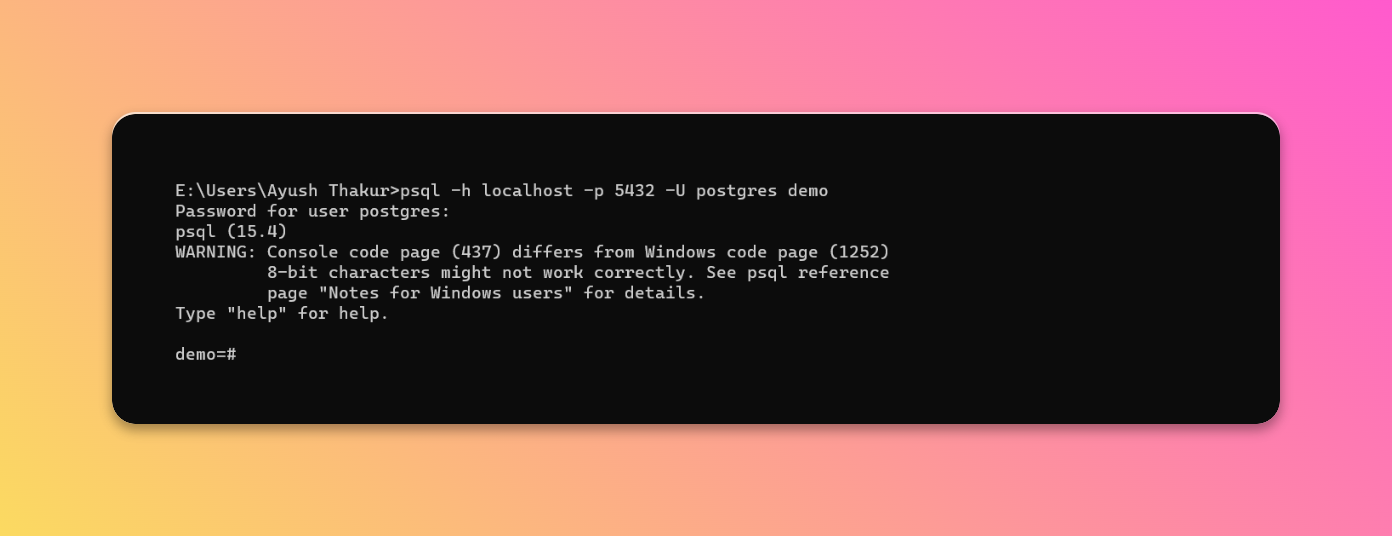 E:\Users\Ayush Thakur>psql -h localhost -p 5432 -U postgres demo
Password for user postgres:
psql (15.4)
WARNING: Console code page (437) differs from Windows code page (1252)
         8-bit characters might not work correctly. See psql reference
         page "Notes for Windows users" for details.
Type "help" for help.

demo=#